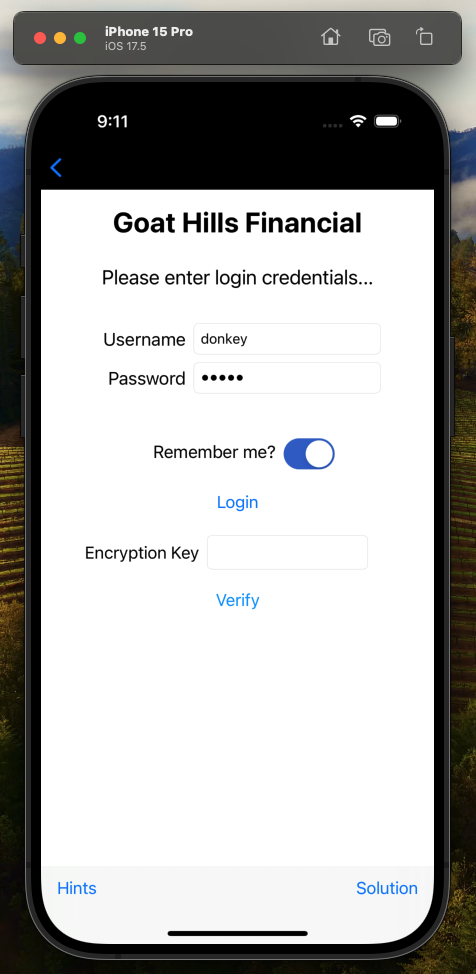 iPhone 15 Pro
iOS 17.5
9:11
Goat Hills Financial
Please enter login credentials...
Username donkey
Password •••••
Remember me?
Login
Encryption Key
Verify
Hints Solution